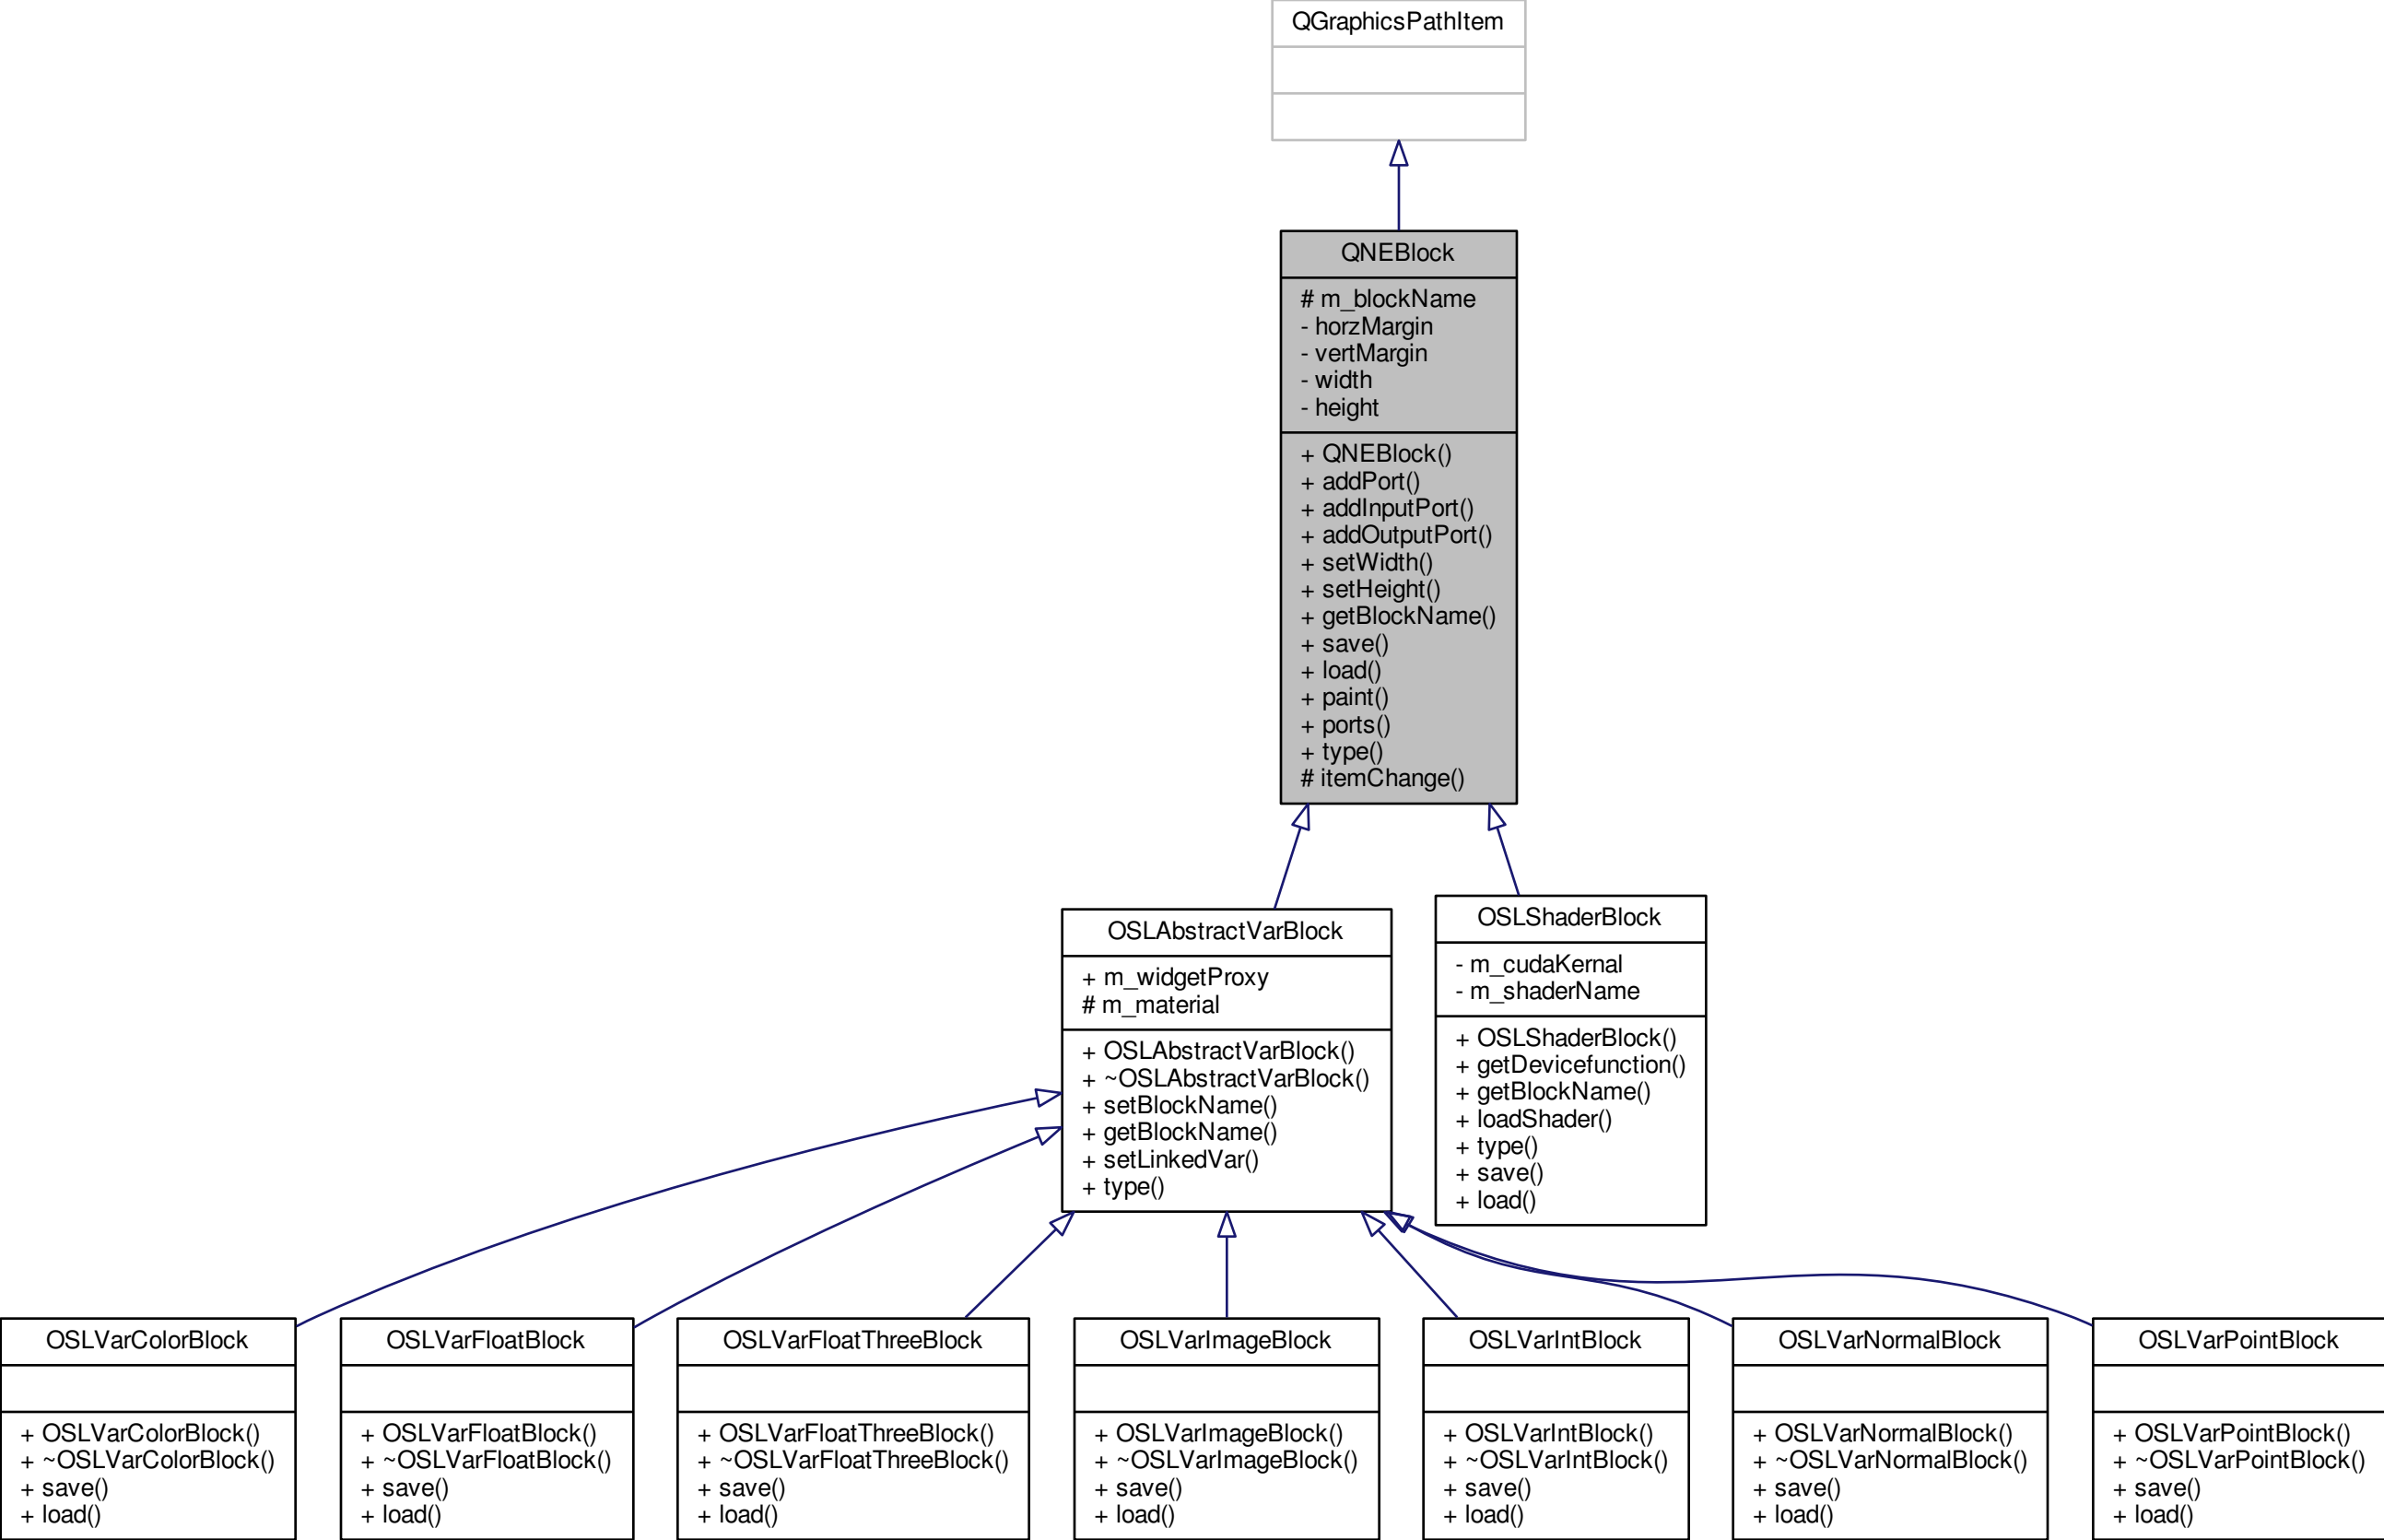 QGraphicsPathItem
QNEBlock
# m_blockName
- horzMargin
- vertMargin
- width
- height
+ QNEBlock()
+ addPort()
+ addInputPort()
+ addOutputPort()
+ setWidth()
+ setHeight()
+ getBlockName()
+ save()
+ load()
+ paint()
+ ports()
+ type()
# itemChange()
OSLAbstractVarBlock
+ m_widgetProxy
# m_material
+ OSLAbstractVarBlock()
+ ~OSLAbstractVarBlock()
+ setBlockName()
+ getBlockName()
+ setLinkedVar()
+ type()
OSLShaderBlock
- m_cudaKernal
- m_shaderName
+ OSLShaderBlock()
+ getDevicefunction()
+ getBlockName()
+ loadShader()
+ type()
+ save()
+ load()
OSLVarColorBlock
+ OSLVarColorBlock()
+ ~OSLVarColorBlock()
+ save()
+ load()
OSLVarFloatBlock
+ OSLVarFloatBlock()
+ ~OSLVarFloatBlock()
+ save()
+ load()
OSLVarFloatThreeBlock
+ OSLVarFloatThreeBlock()
+ ~OSLVarFloatThreeBlock()
+ save()
+ load()
OSLVarImageBlock
+ OSLVarImageBlock()
+ ~OSLVarImageBlock()
+ save()
+ load()
OSLVarIntBlock
+ OSLVarIntBlock()
+ ~OSLVarIntBlock()
+ save()
+ load()
OSLVarNormalBlock
+ OSLVarNormalBlock()
+ ~OSLVarNormalBlock()
+ save()
+ load()
OSLVarPointBlock
+ OSLVarPointBlock()
+ ~OSLVarPointBlock()
+ save()
+ load()